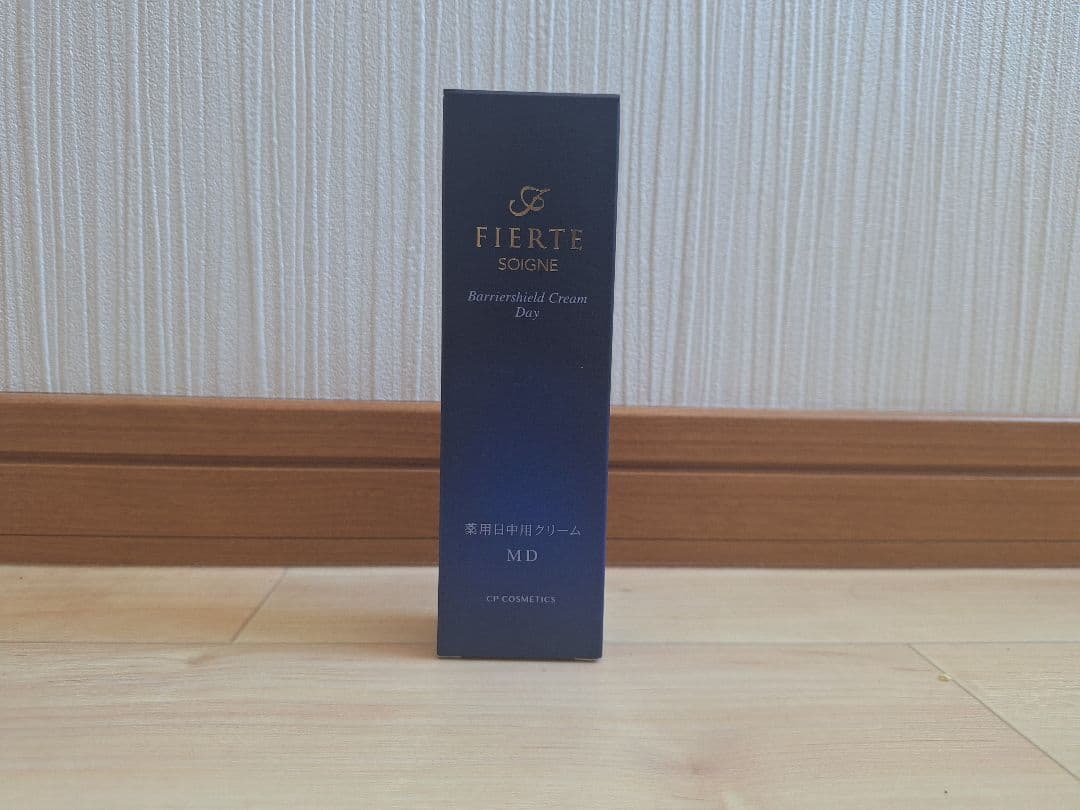 FIERTE
SOIGNE
Barriershield Cream
Day
薬用日中用クリーム
MD
CP COSMETICS